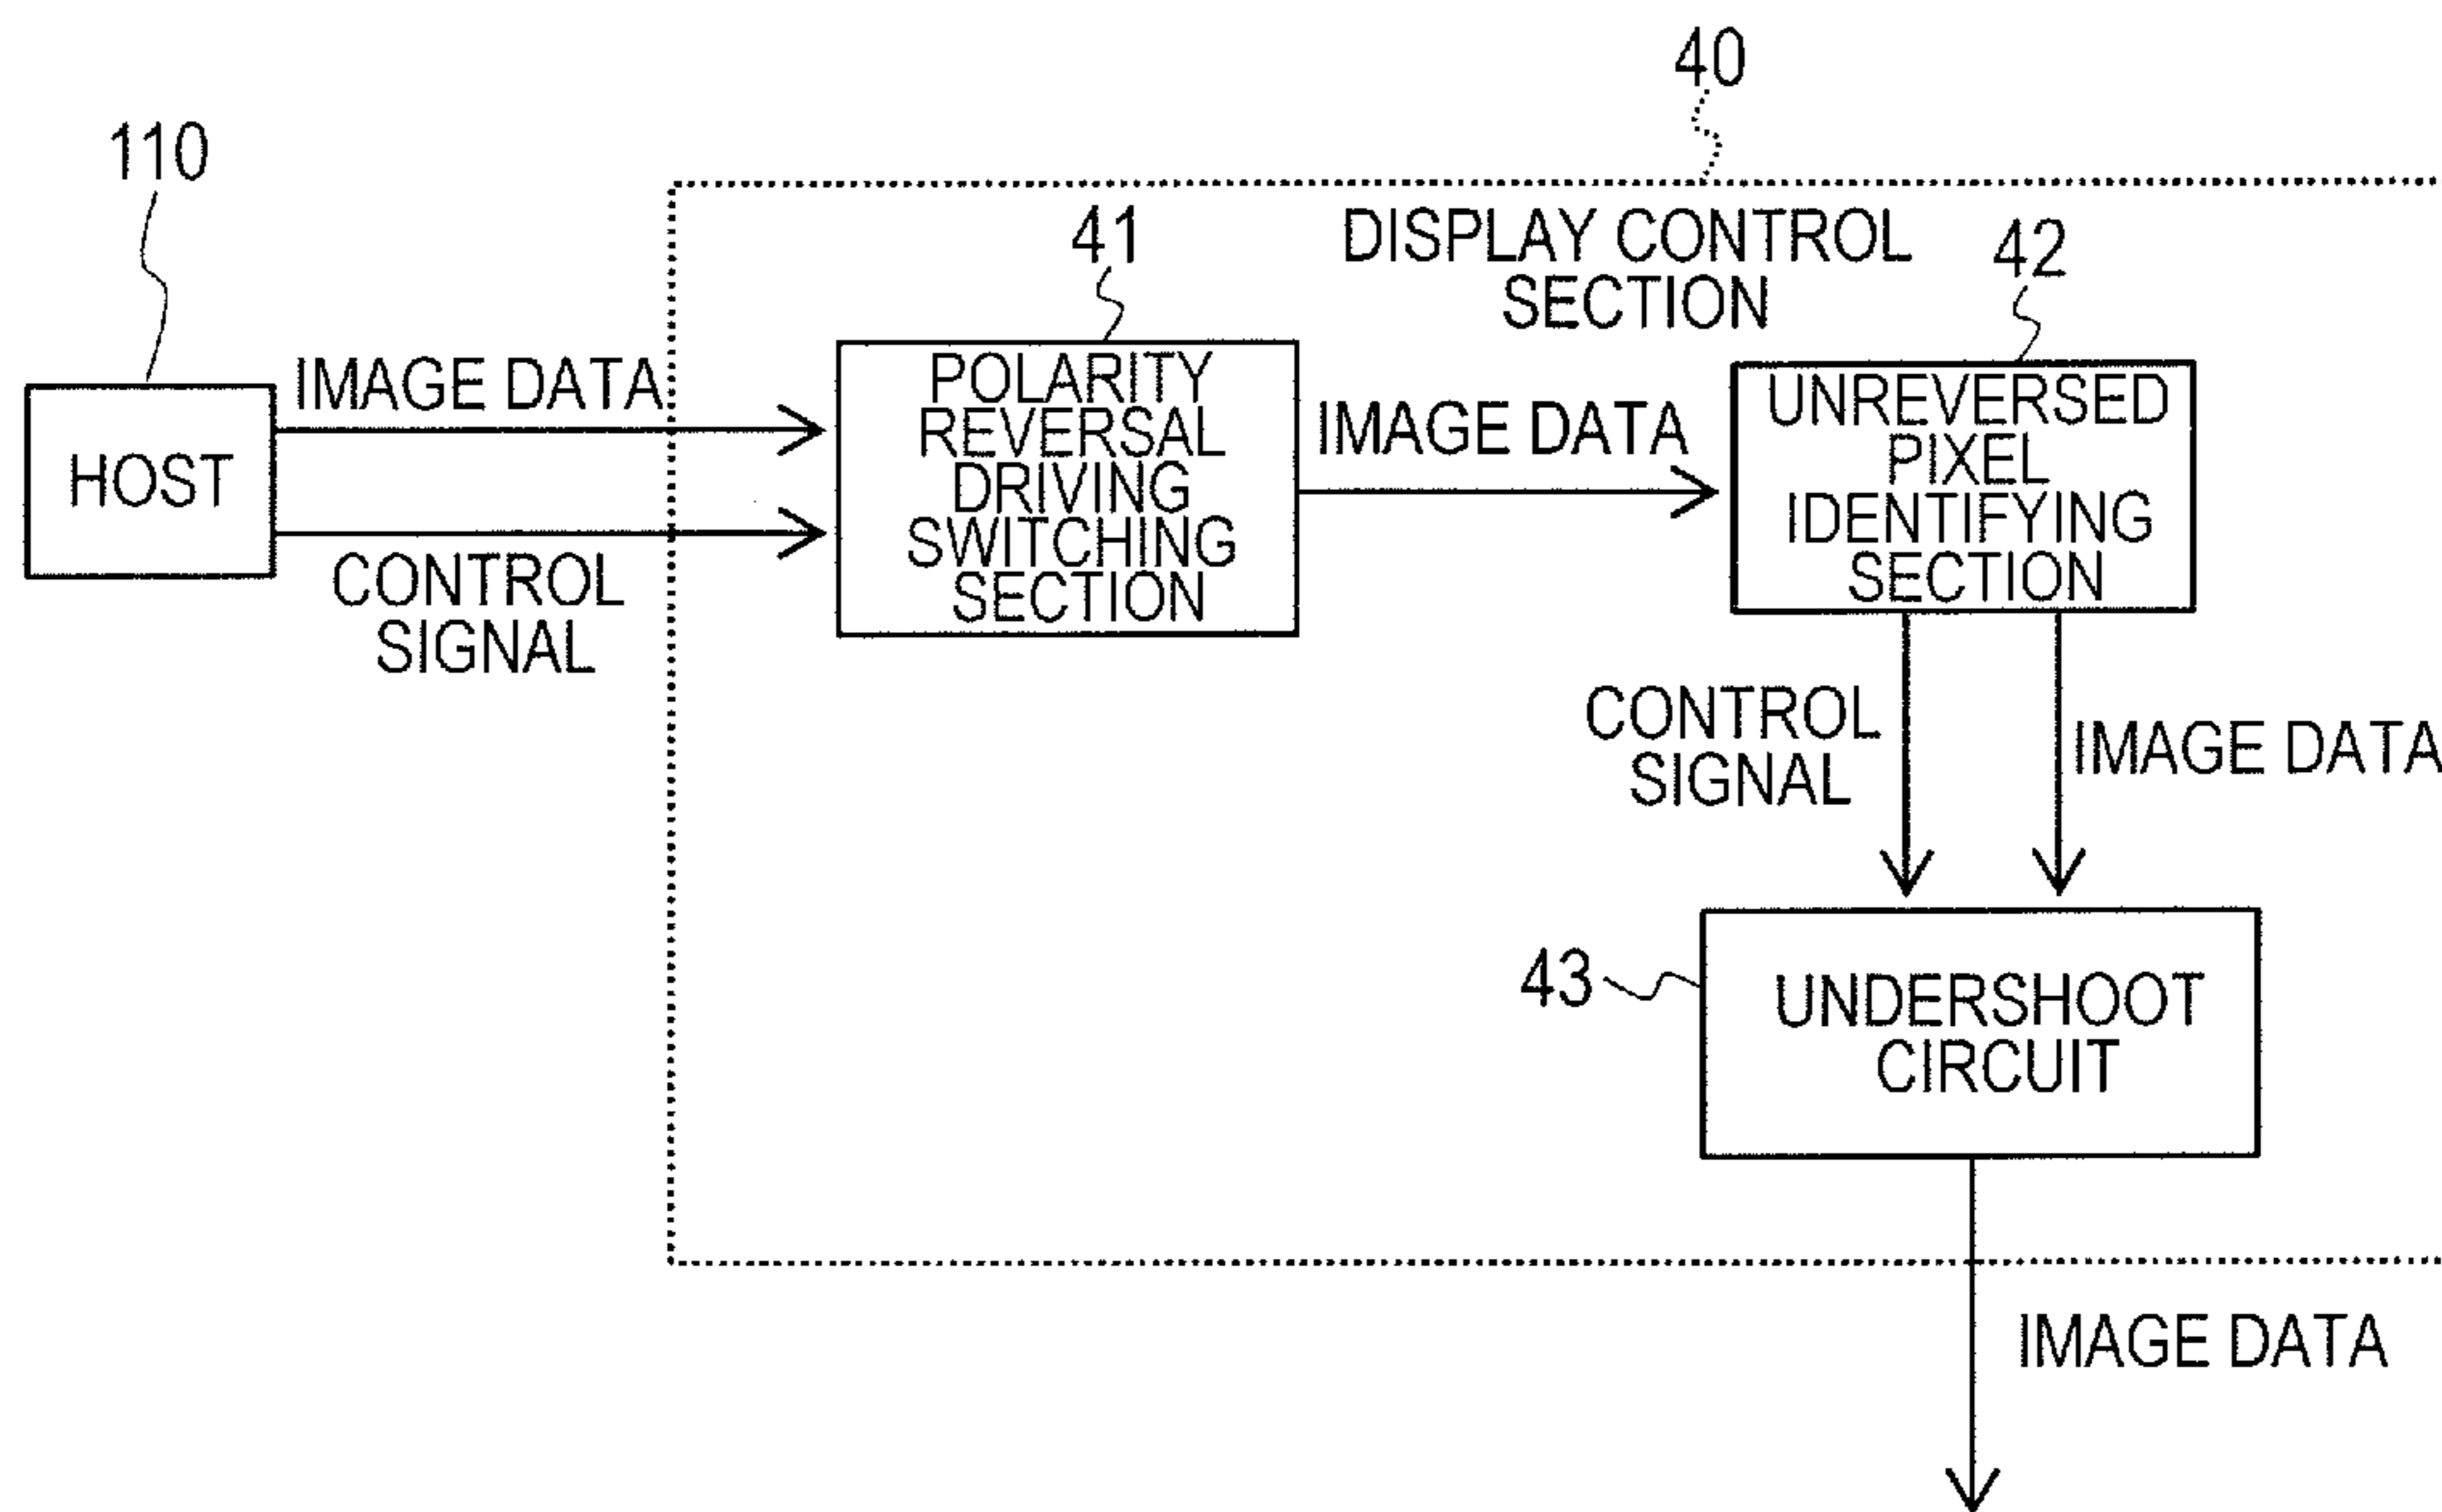 40
110
DISPLAY CONTROL
SECTION
41
42
IMAGE DATA
POLARITY
REVERSAL
DRIVING
SWITCHING
SECTION
HOST
CONTROL
SIGNAL
IMAGE DATA
UNREVERSED
PIXEL
IDENTIFYING
SECTION
CONTROL
SIGNAL
IMAGE DATA
43
UNDERSHOOT
CIRCUIT
IMAGE DATA